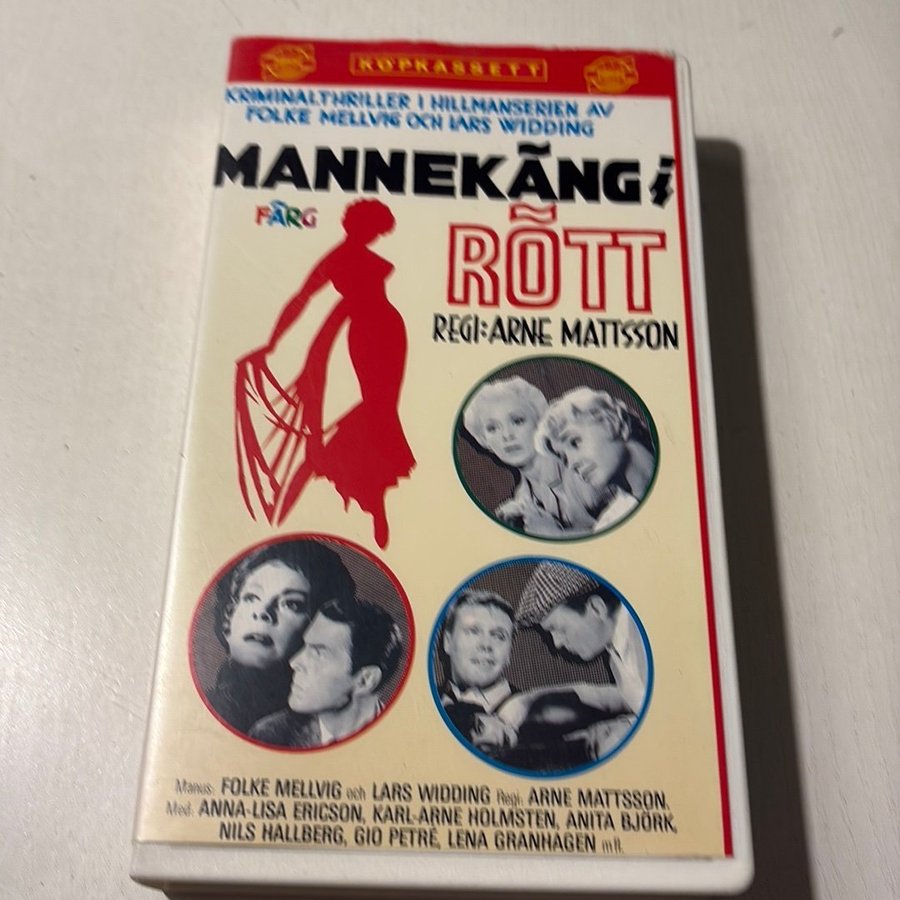 KÖPKASSETT
KRIMINALTHRILLER I HILLMANSERIEN AV
FOLKE MELLVIG OCH LARS WIDDING
MANNEKÄNG i
FÄRG
RÖTT
REGI: ARNE MATTSSON
Manus: FOLKE MELLVIG och LARS WIDDING Regi: ARNE MATTSSON.
Med: ANNA-LISA ERICSON, KARL-ARNE HOLMSTEN, ANITA BJÖRK,
NILS HALLBERG, GIO PETRÉ, LENA GRANHAGEN m fl.